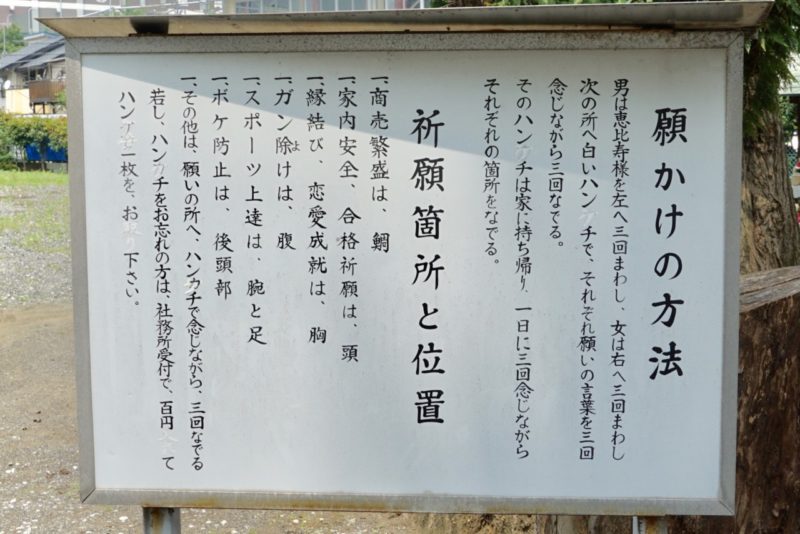 願かけの方法
男は恵比寿様を左へ三回まわし、女は右へ三回まわし
次の所へ白いハンケチで、それぞれ願いの言葉を三回
念じながら三回なでる。
そのハンケチは家に持ち帰り、一日に三回念じながら
それぞれの箇所をなでる。
祈願箇所と位置
一、商売繁盛は、鯛
一、家内安全、合格祈願は、頭
一、縁結び、恋愛成就は、胸
一、ガン除けは、腹
よ
一、スポーツ上達は、腕と足
一、ボケ防止は、後頭部
一、その他は、願いの所へ、ハンカチで念じながら、三回なでる
若し、ハンカチをお忘れの方は、社務所受付で、百円 て
ハンケチ一枚を、お取り下さい。